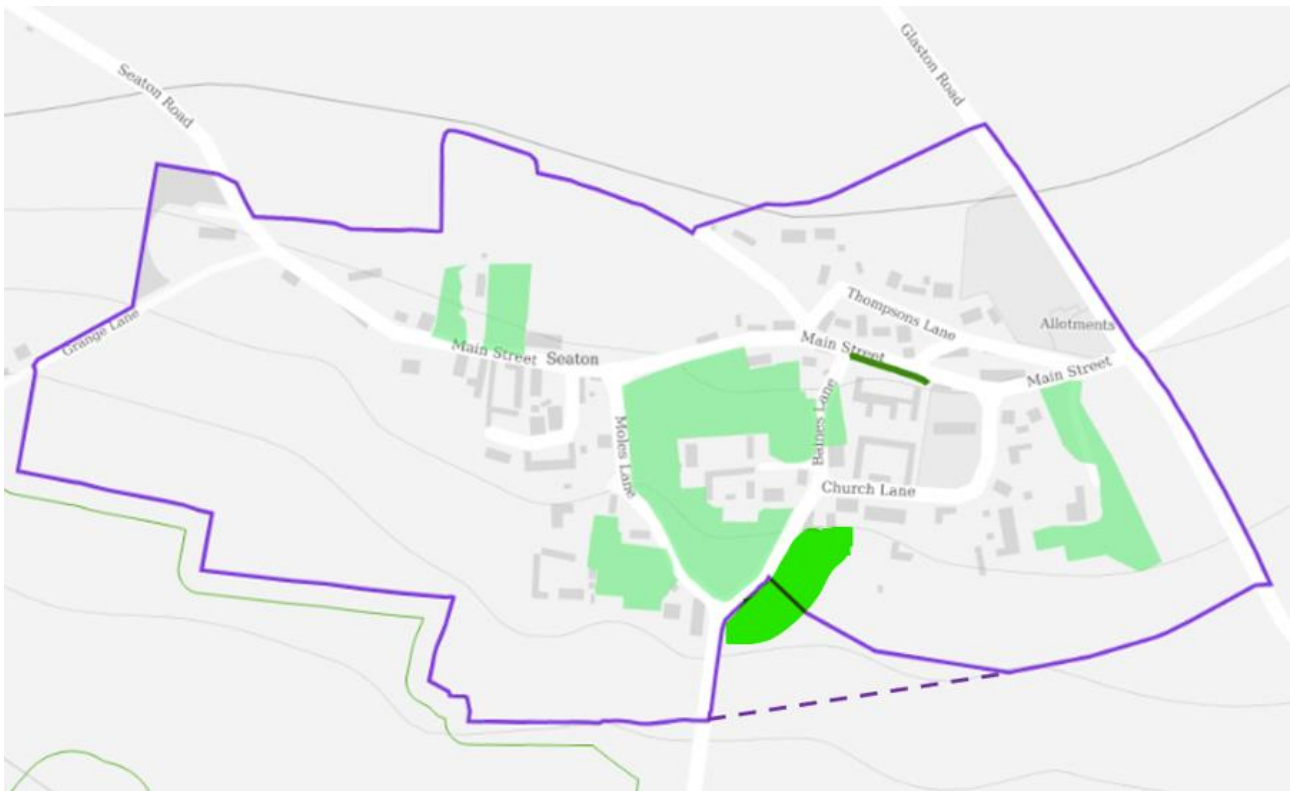 Glaston Road
Seaton Road
Thompsons Lane
Allotments
Grange Lane
Main Street
Main Street Seaton
Main Street
Baines Lane
Moles Lane
Church Lane